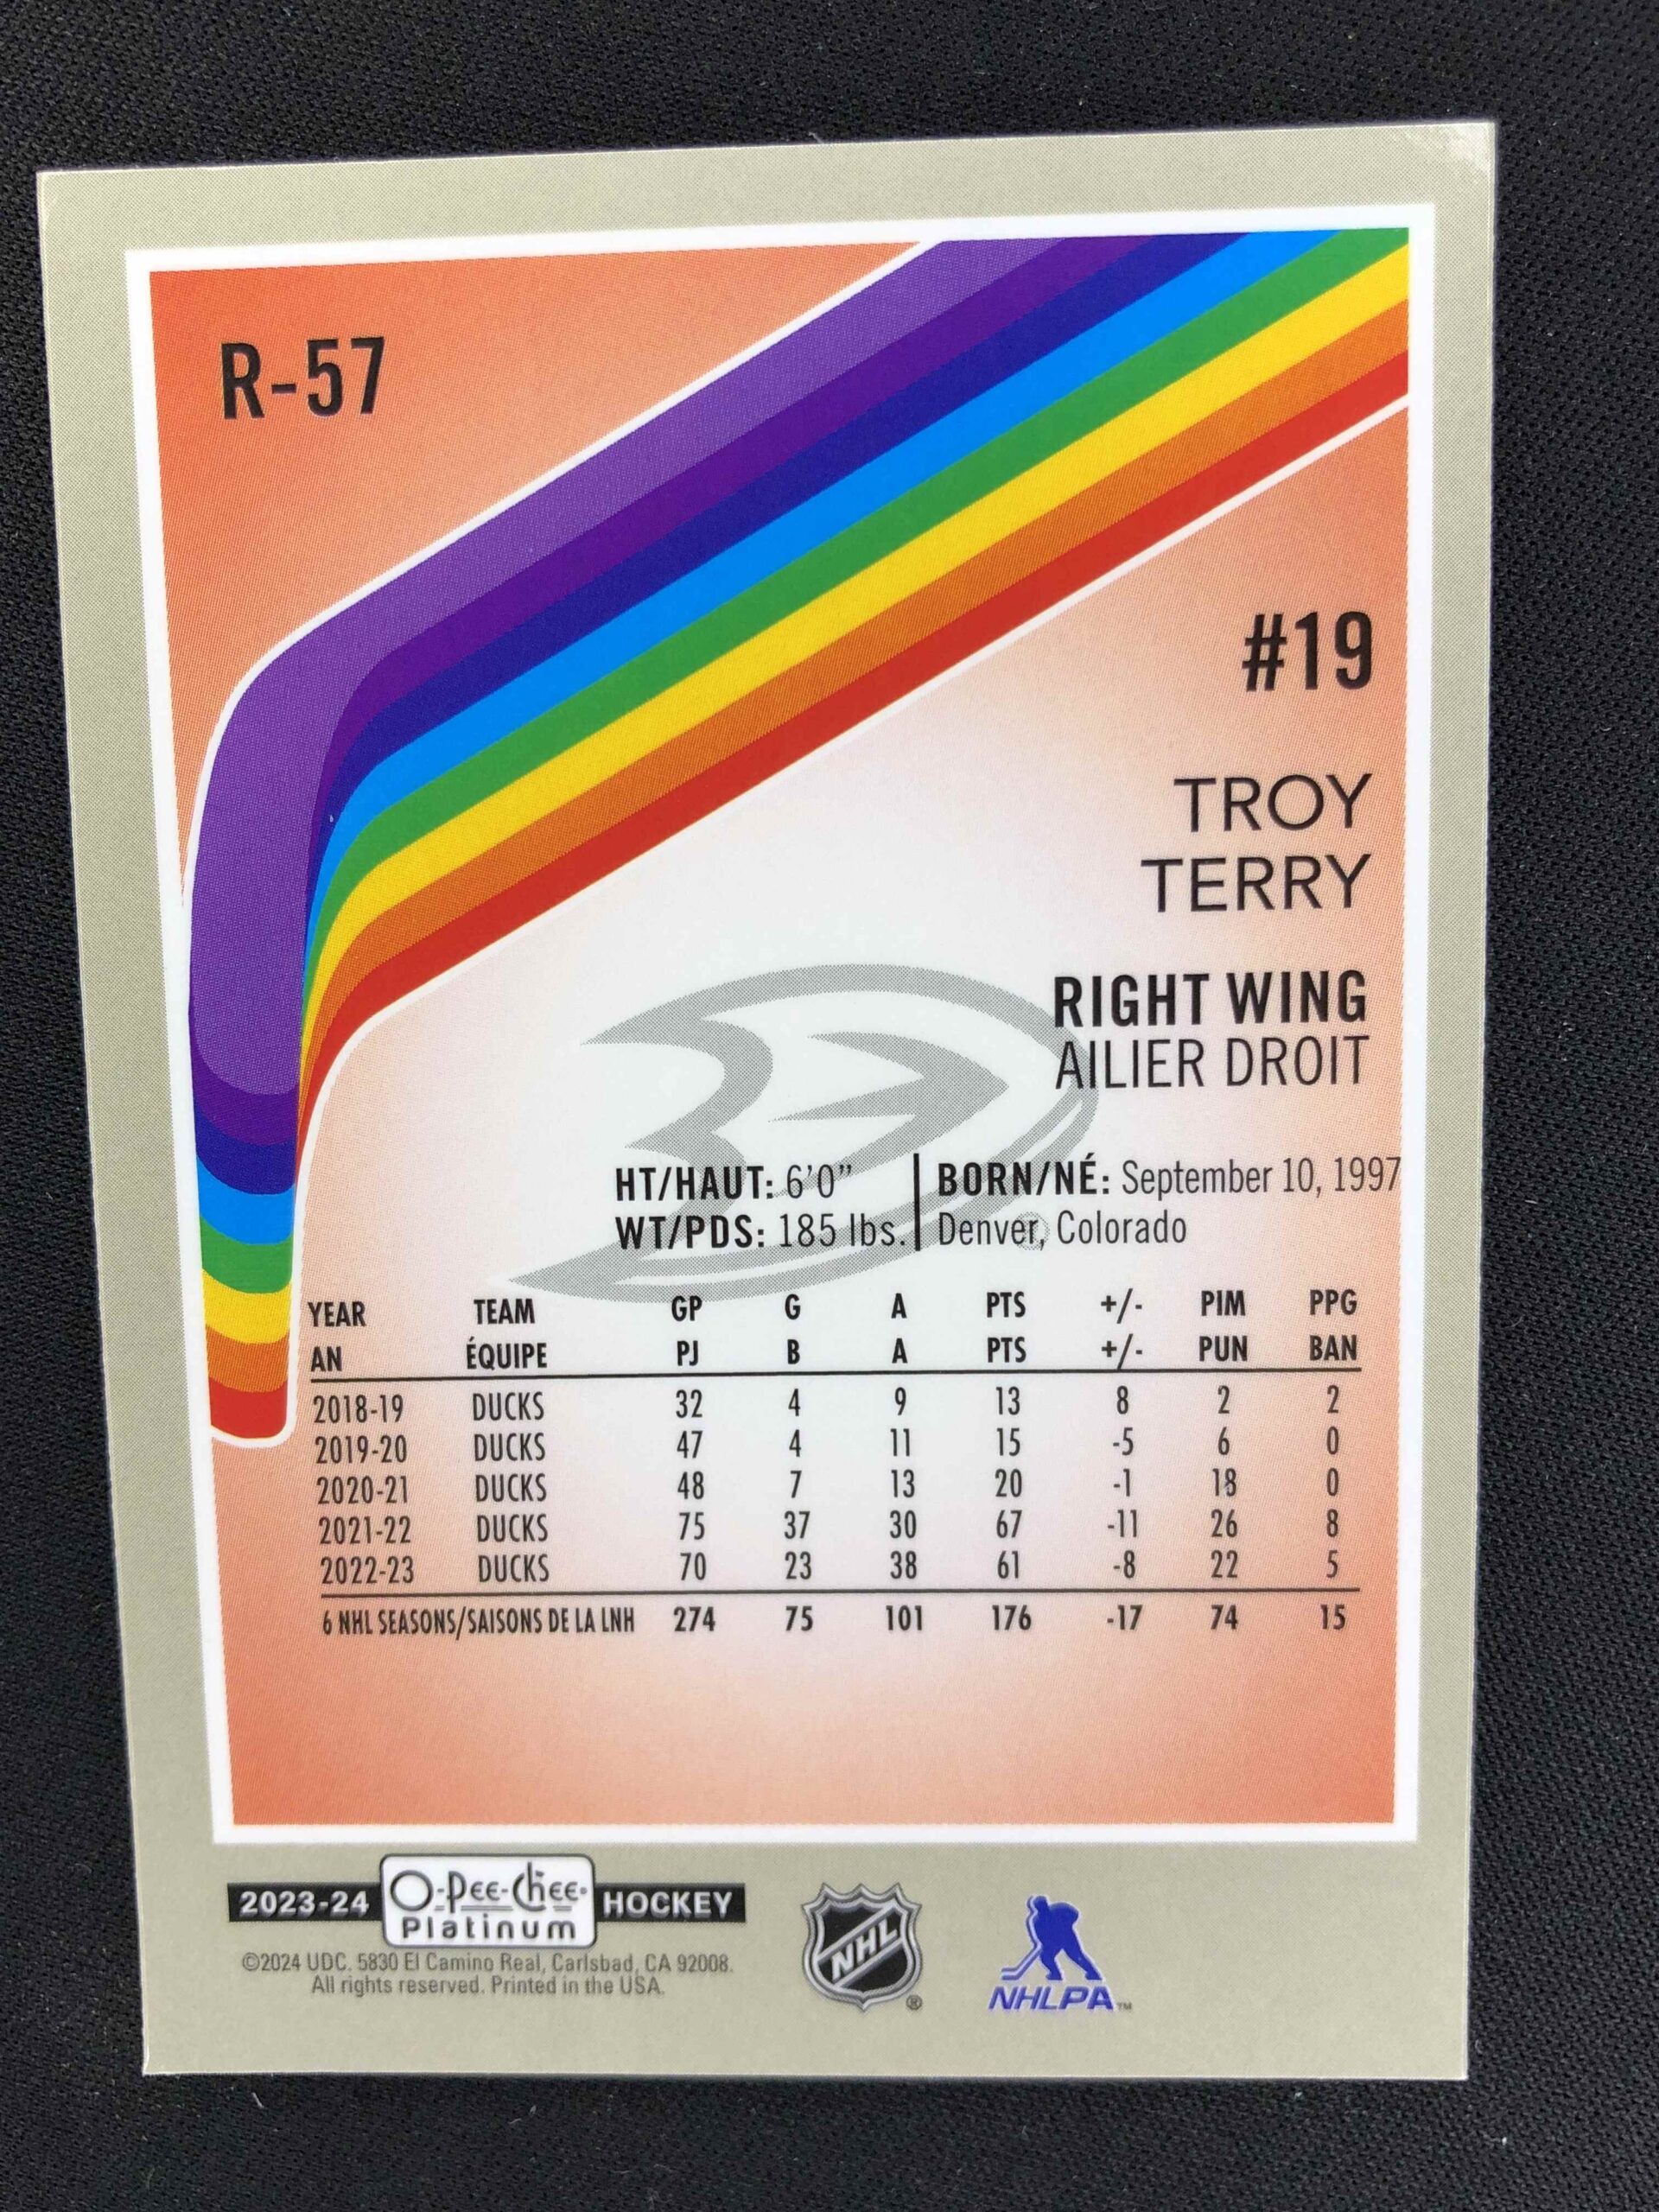 R-57
#19
TROY
TERRY
RIGHT WING
AILIER DROIT
HT/HAUT: 6'0" | BORN/NÉ: September 10, 1997
WT/PDS: 185 lbs. | Denver, Colorado
YEAR TEAM GP G A PTS +/- PIM PPG
AN ÉQUIPE PJ B A PTS +/- PUN BAN
2018-19 DUCKS 32 4 9 13 8 2 2
2019-20 DUCKS 47 4 11 15 -5 6 0
2020-21 DUCKS 48 7 13 20 -1 18 0
2021-22 DUCKS 75 37 30 67 -11 26 8
2022-23 DUCKS 70 23 38 61 -8 22 5
6 NHL SEASONS/SAISONS DE LA LNH 274 75 101 176 -17 74 15
2023-24 O-Pee-Chee® HOCKEY
Platinum
©2024 UDC. 5830 El Camino Real, Carlsbad, CA 92008.
All rights reserved. Printed in the USA.
NHL ®
NHLPA™